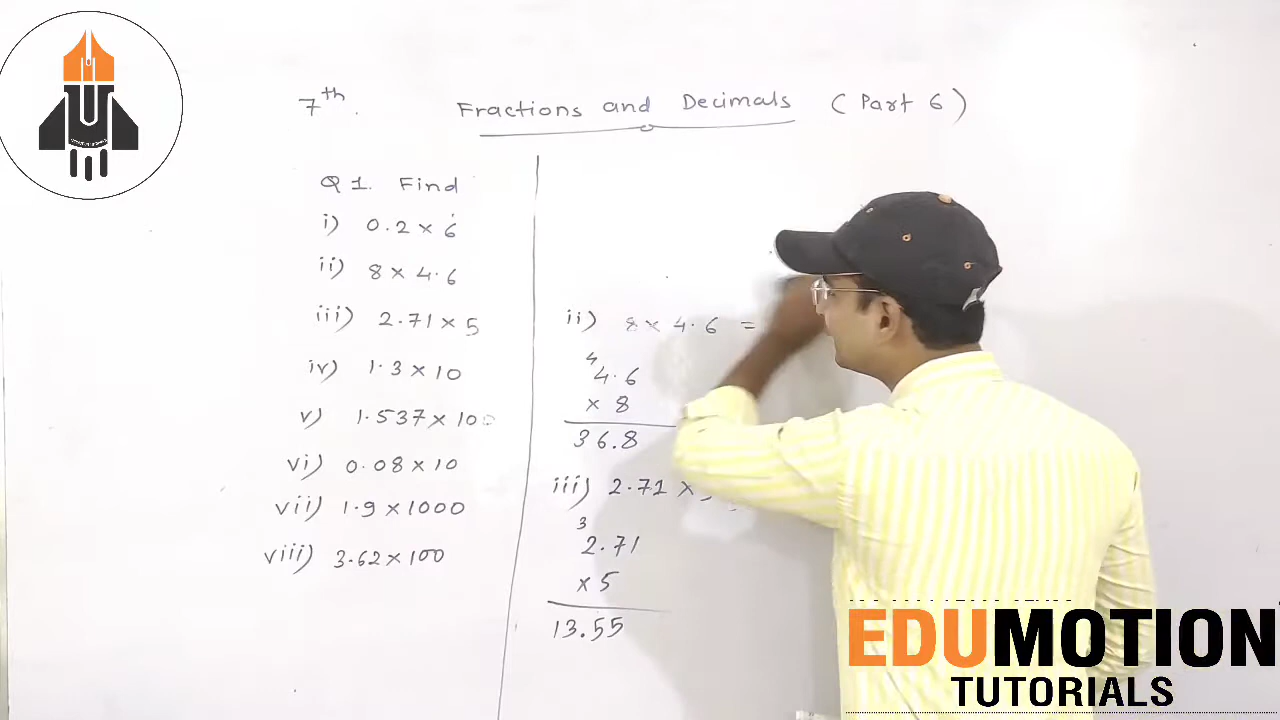 7th. Fractions and Decimals (Part 6)
Q1. Find
i) 0.2 × 6
ii) 8 × 4.6
iii) 2.71 × 5
iv) 1.3 × 10
v) 1.537 × 100
vi) 0.08 × 10
vii) 1.9 × 1000
viii) 3.62 × 100
ii) 8 × 4.6 =
4
4.6
× 8
36.8
iii) 2.71 ×
3
2.71
× 5
13.55
EDUMOTION
TUTORIALS